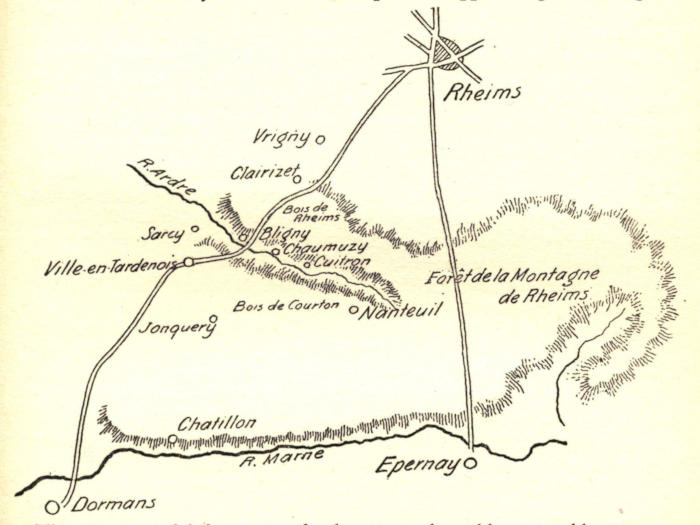 Rheims
Vrigny
Clairizet
R. Ardre
Bois de
Rheims
Sarcy
Bligny
Chaumuzy
Cuitron
Ville-en-Tardenois
Forêt de la Montagne
de Rheims
Bois de Courton
Nanteuil
Jonquery
Chatillon
R. Marne
Epernay
Dormans